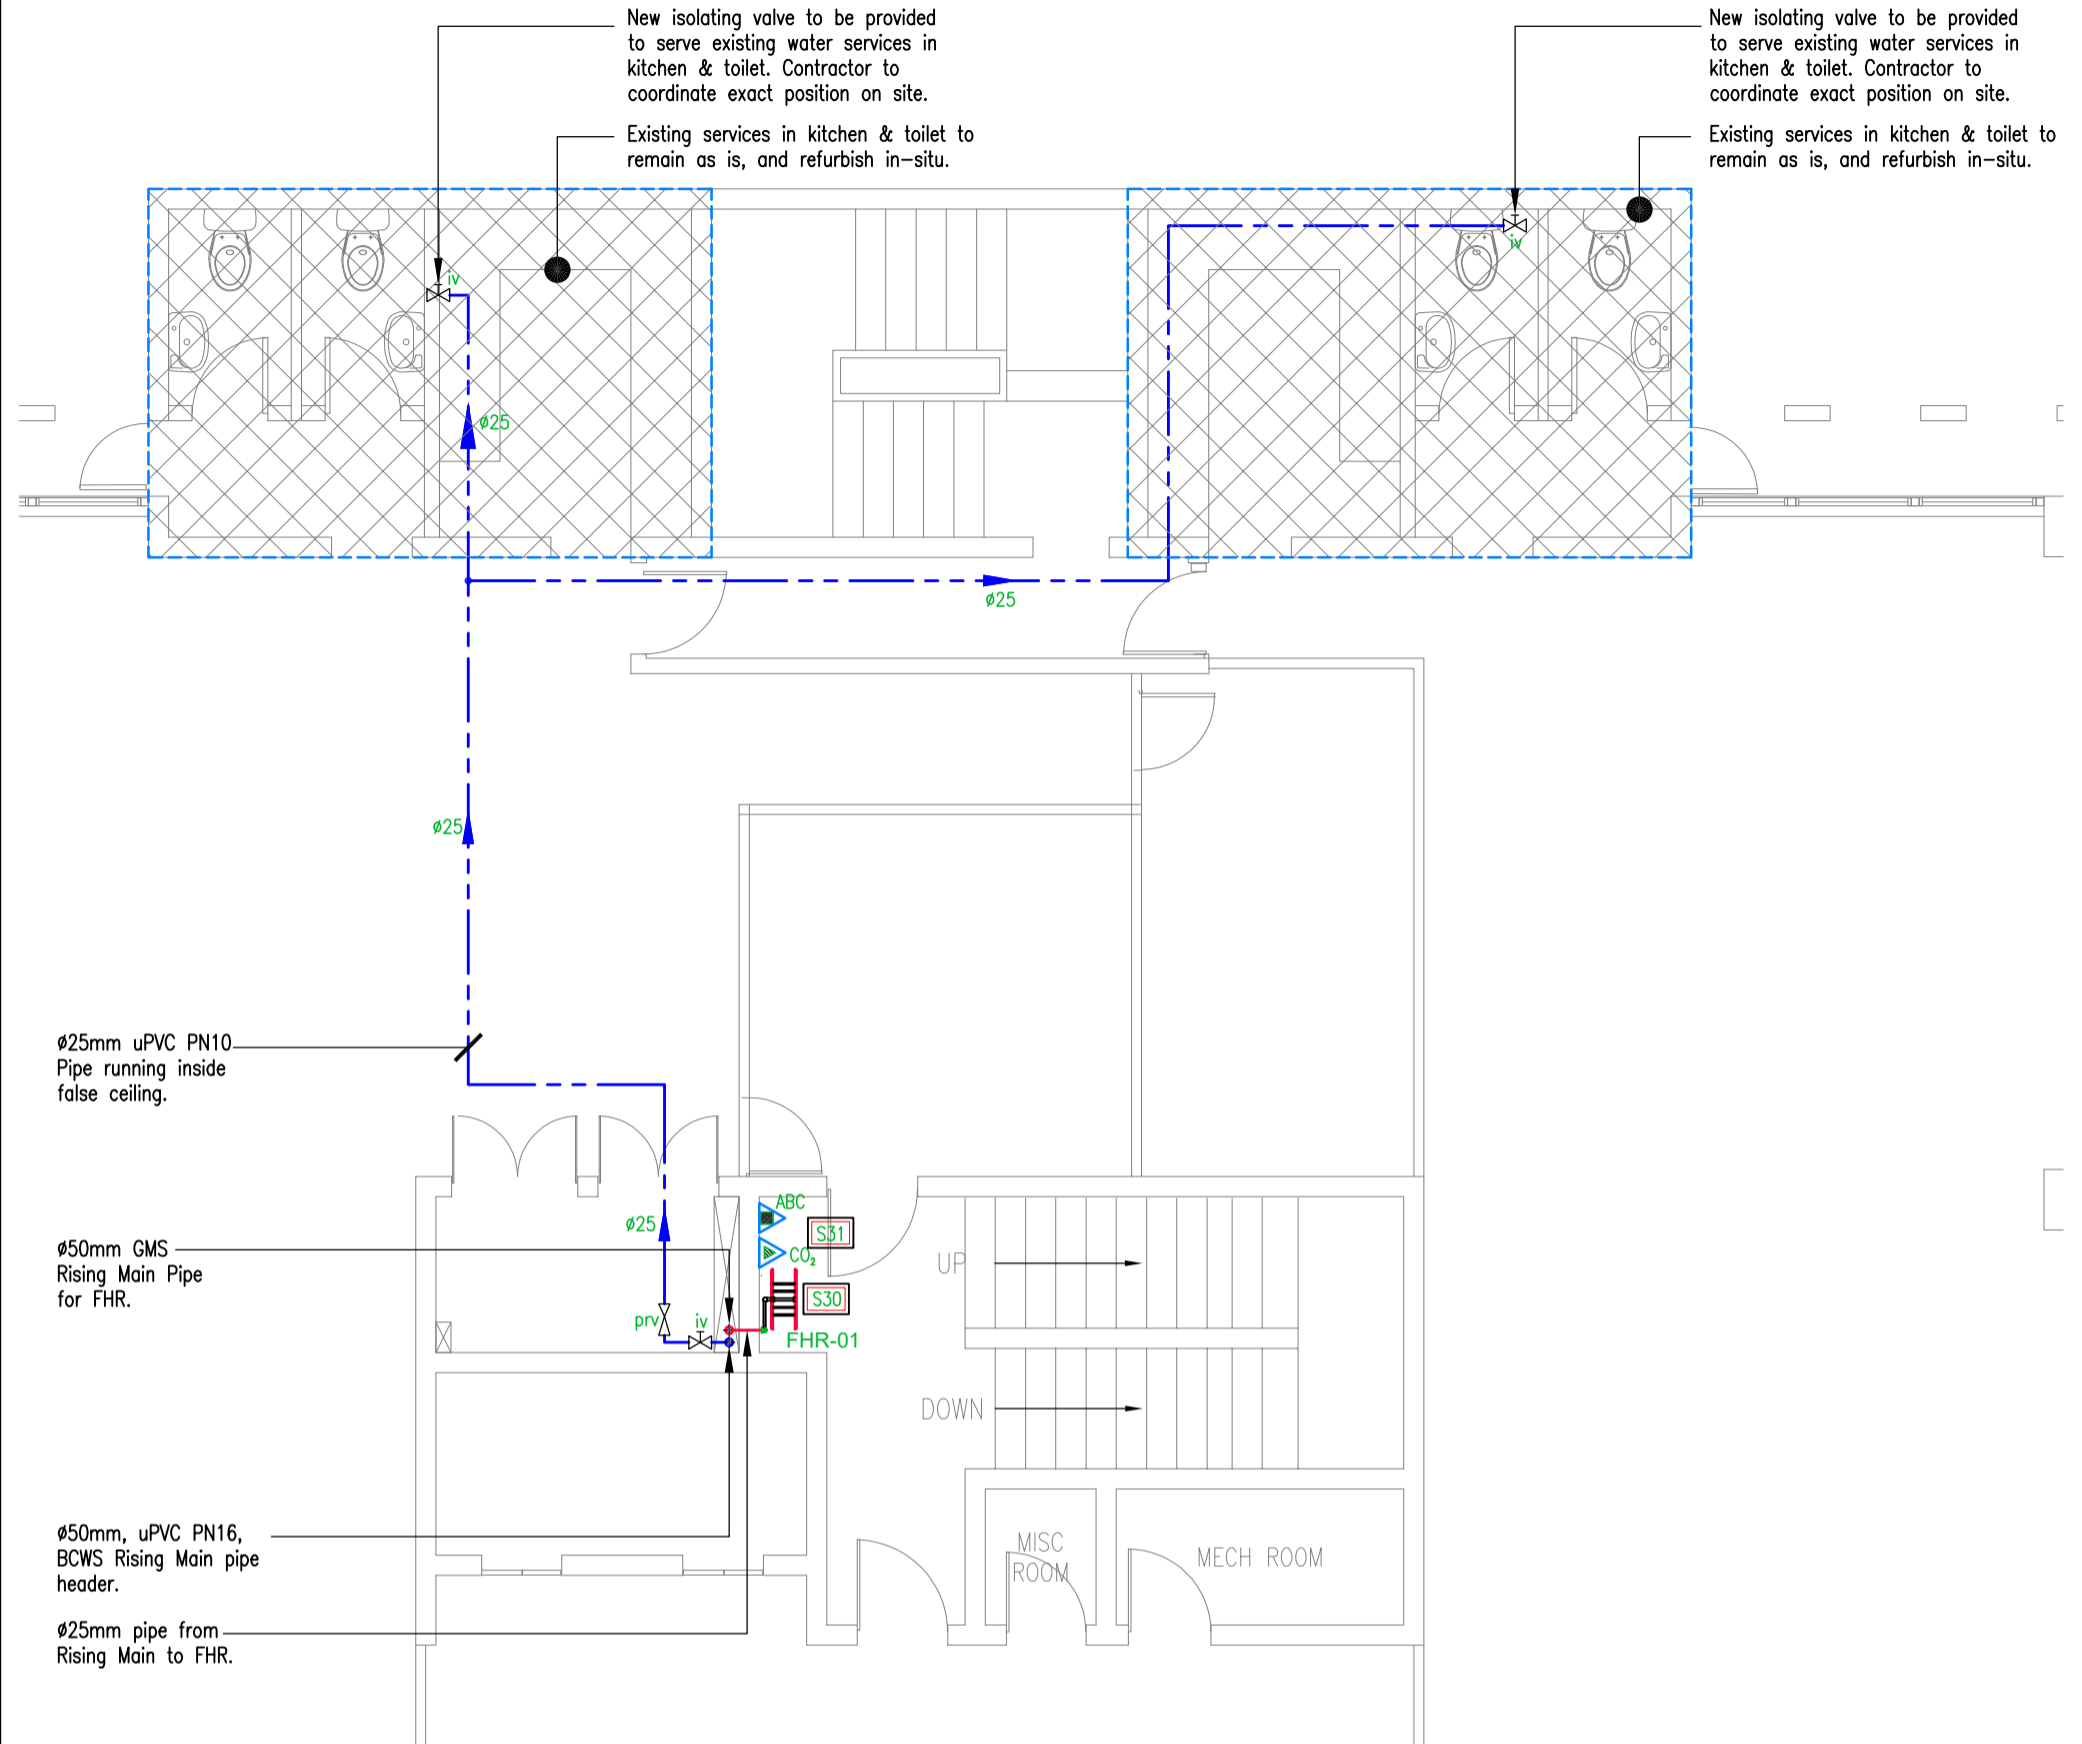 New isolating valve to be provided
to serve existing water services in
kitchen & toilet. Contractor to
coordinate exact position on site.
Existing services in kitchen & toilet to
remain as is, and refurbish in-situ.
New isolating valve to be provided
to serve existing water services in
kitchen & toilet. Contractor to
coordinate exact position on site.
Existing services in kitchen & toilet to
remain as is, and refurbish in-situ.
iv
iv
ø25
ø25
ø25
ø25mm uPVC PN10
Pipe running inside
false ceiling.
ø25
ABC
S31
CO₂
ø50mm GMS
Rising Main Pipe
for FHR.
UP
S30
prv
iv
FHR-01
DOWN
ø50mm, uPVC PN16,
BCWS Rising Main pipe
header.
MISC
ROOM
MECH ROOM
ø25mm pipe from
Rising Main to FHR.